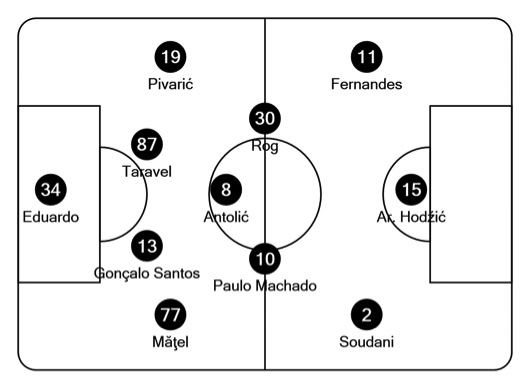 19
Pivarić
11
Fernandes
30
Rog
87
Taravel
34
Eduardo
8
Antolić
15
Ar. Hodžić
13
Gonçalo Santos
10
Paulo Machado
77
Măţel
2
Soudani